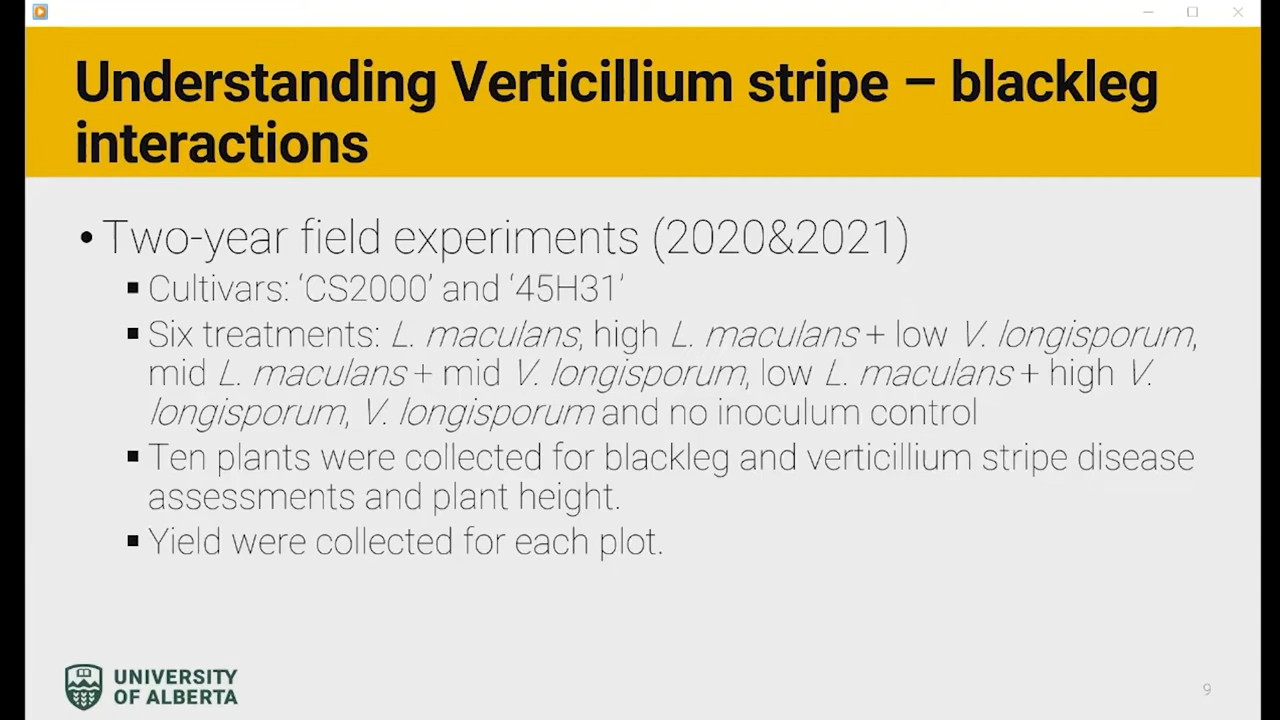 Understanding Verticillium stripe – blackleg
interactions
• Two-year field experiments (2020&2021)
▪ Cultivars: ‘CS2000’ and ‘45H31’
▪ Six treatments: L. maculans, high L. maculans + low V. longisporum,
mid L. maculans + mid V. longisporum, low L. maculans + high V.
longisporum, V. longisporum and no inoculum control
▪ Ten plants were collected for blackleg and verticillium stripe disease
assessments and plant height.
▪ Yield were collected for each plot.
UNIVERSITY
OF ALBERTA
9